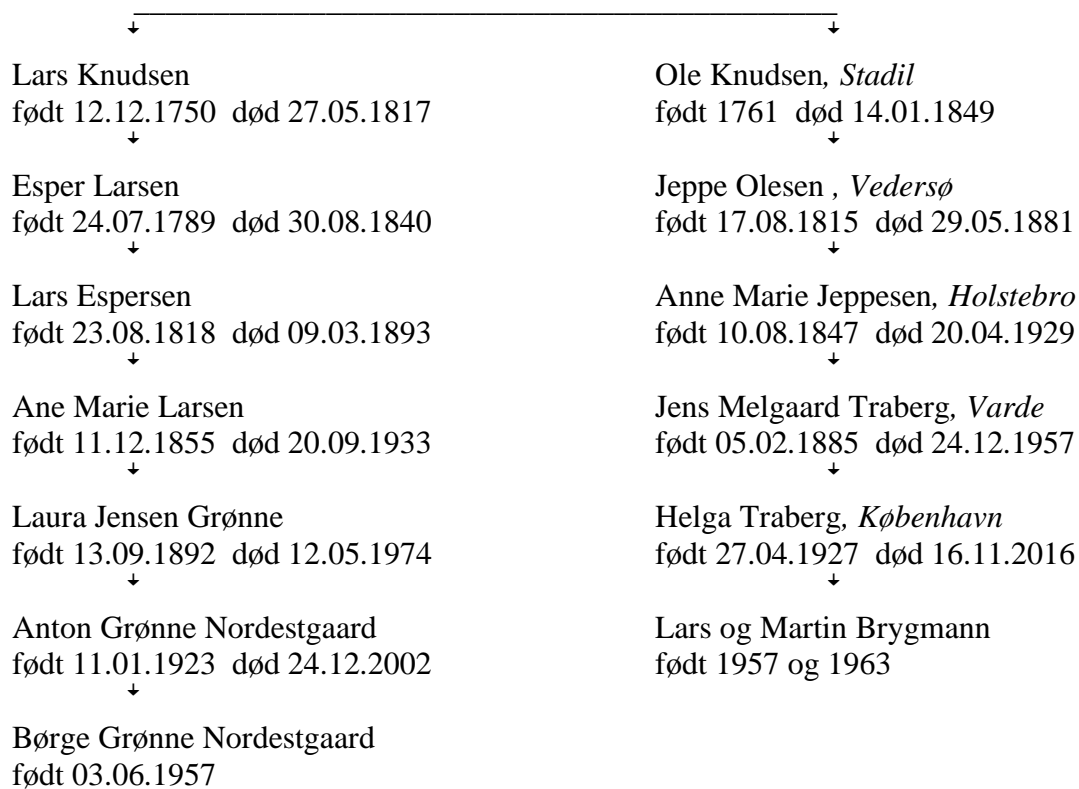 Lars Knudsen
født 12.12.1750 død 27.05.1817
Esper Larsen
født 24.07.1789 død 30.08.1840
Lars Espersen
født 23.08.1818 død 09.03.1893
Ane Marie Larsen
født 11.12.1855 død 20.09.1933
Laura Jensen Grønne
født 13.09.1892 død 12.05.1974
Anton Grønne Nordestgaard
født 11.01.1923 død 24.12.2002
Børge Grønne Nordestgaard
født 03.06.1957
Ole Knudsen, Stadil
født 1761 død 14.01.1849
Jeppe Olesen , Vedersø
født 17.08.1815 død 29.05.1881
Anne Marie Jeppesen, Holstebro
født 10.08.1847 død 20.04.1929
Jens Melgaard Traberg, Varde
født 05.02.1885 død 24.12.1957
Helga Traberg, København
født 27.04.1927 død 16.11.2016
Lars og Martin Brygmann
født 1957 og 1963